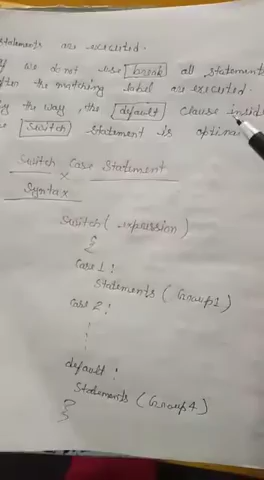 statements are executed.
If we do not use break all statements
after the matching label are executed.
By the way, the default clause inside
the switch statement is optional
Switch Case Statement
Syntax
Switch (expression)
{
Case 1 :
Statements (Group1)
Case 2 :
default :
Statements (Group4)
}